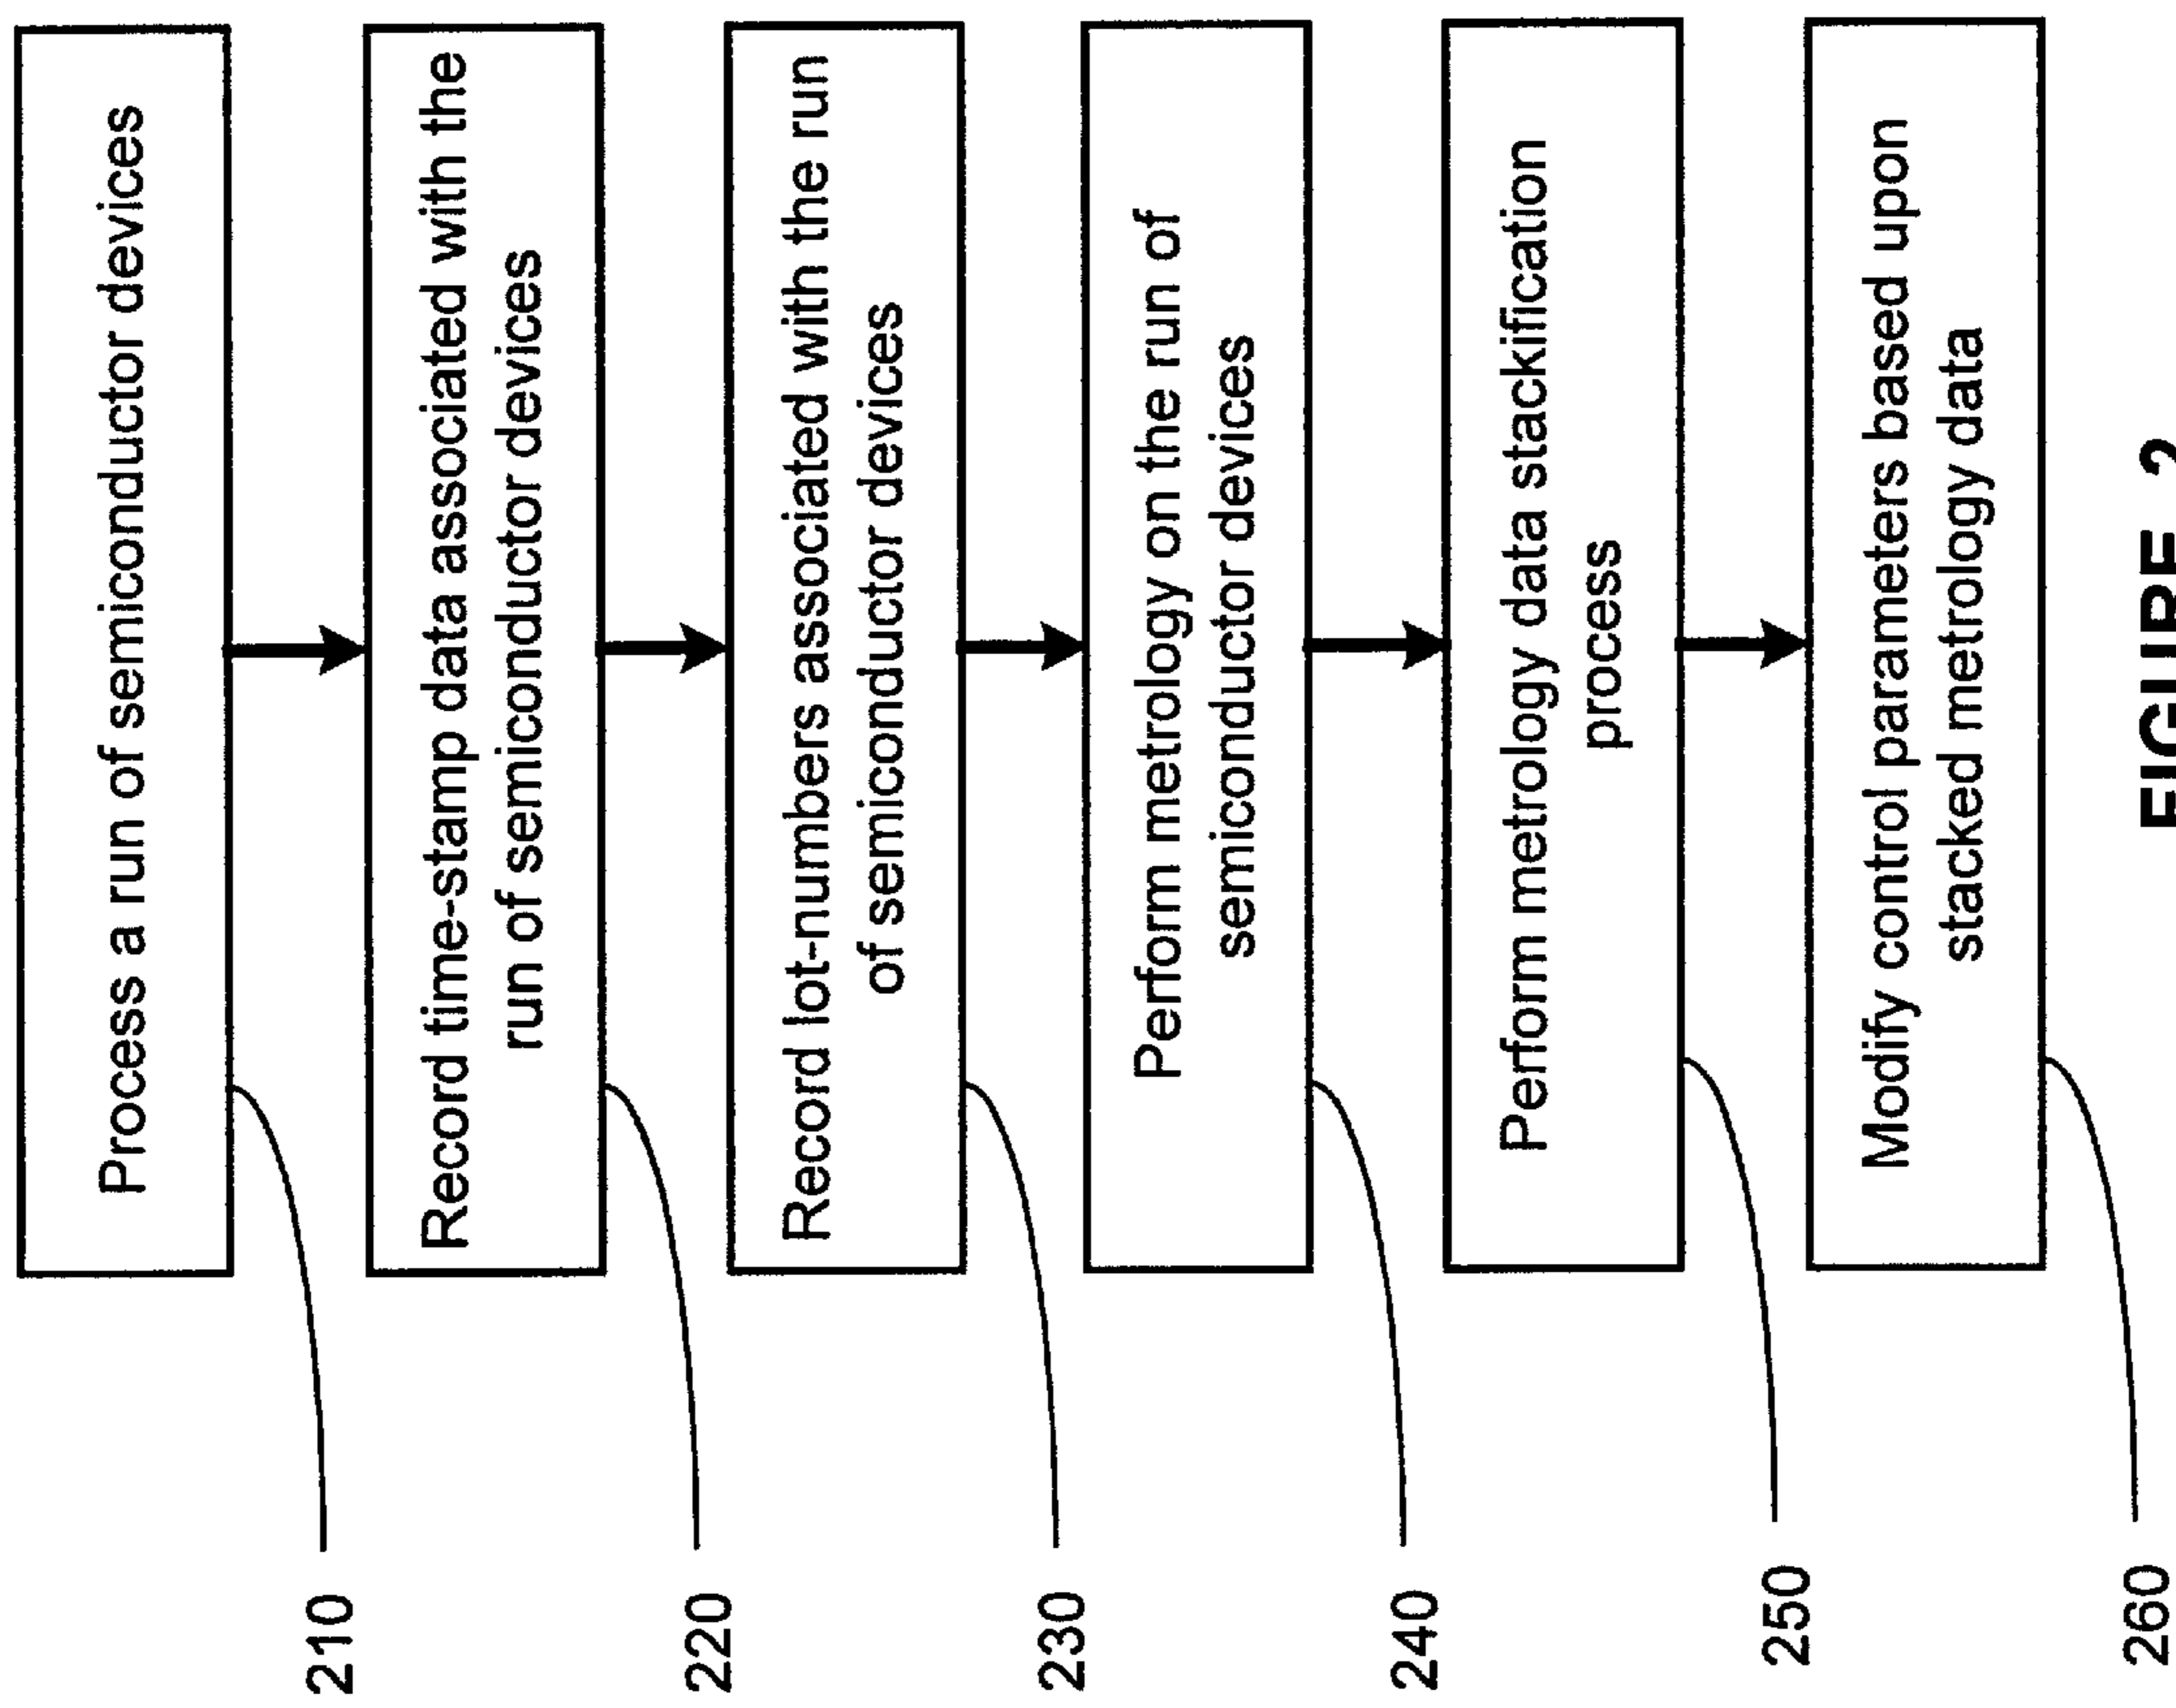 Process a run of semiconductor devices
210
Record time-stamp data associated with the
run of semiconductor devices
220
Record lot-numbers associated with the run
of semiconductor devices
230
Perform metrology on the run of
semiconductor devices
240
Perform metrology data stackification
process
250
Modify control parameters based upon
stacked metrology data
260
FIGURE 2